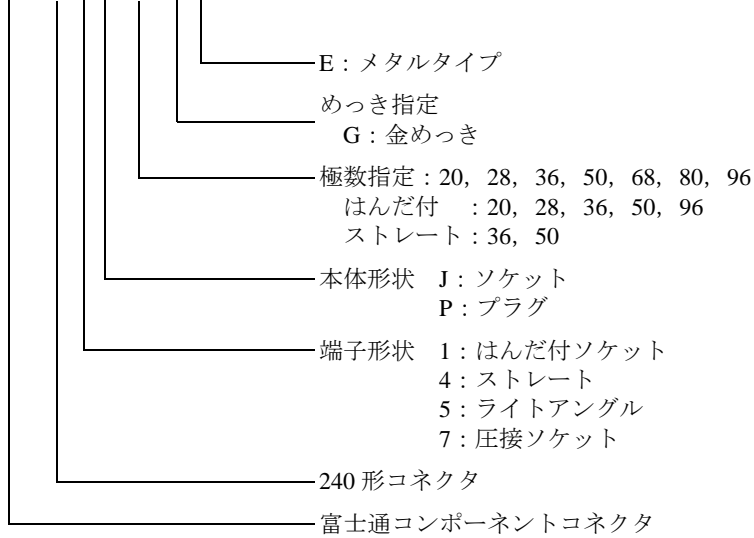 E：メタルタイプ
めっき指定
G：金めっき
極数指定：20，28，36，50，68，80，96
はんだ付　：20，28，36，50，96
ストレート：36，50
本体形状　J：ソケット
P：プラグ
端子形状　1：はんだ付ソケット
4：ストレート
5：ライトアングル
7：圧接ソケット
240 形コネクタ
富士通コンポーネントコネクタ